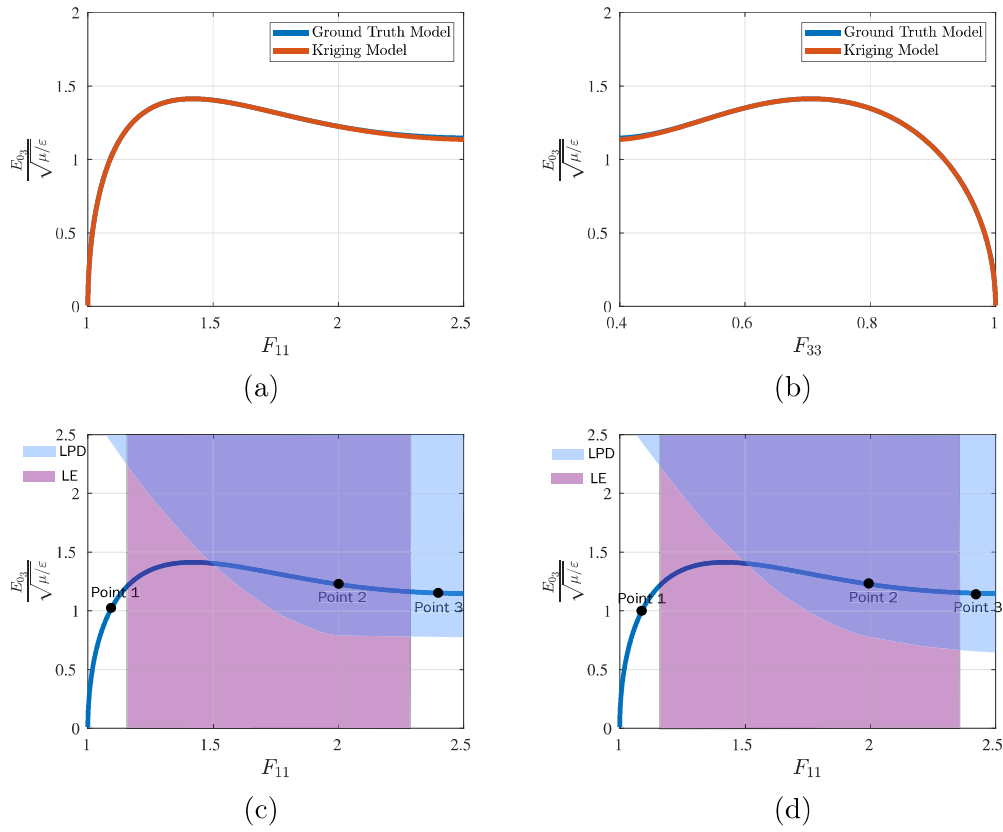 2
1.5
1
0.5
0
E₀₃
√μ/ε
Ground Truth Model
Kriging Model
1
1.5
2
2.5
F₁₁
(a)
2
1.5
1
0.5
0
E₀₃
√μ/ε
Ground Truth Model
Kriging Model
0.4
0.6
0.8
1
F₃₃
(b)
2.5
2
1.5
1
0.5
0
LPD
LE
E₀₃
√μ/ε
Point 1
Point 2
Point 3
1
1.5
2
2.5
F₁₁
(c)
2.5
2
1.5
1
0.5
0
LPD
LE
E₀₃
√μ/ε
Point 1
Point 2
Point 3
1
1.5
2
2.5
F₁₁
(d)